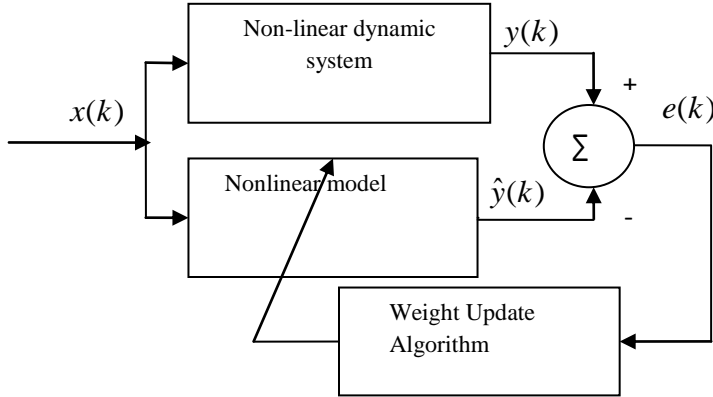 Non-linear dynamic
system
y(k)
+
x(k)
e(k)
Σ
Nonlinear model
ŷ(k)
-
Weight Update
Algorithm